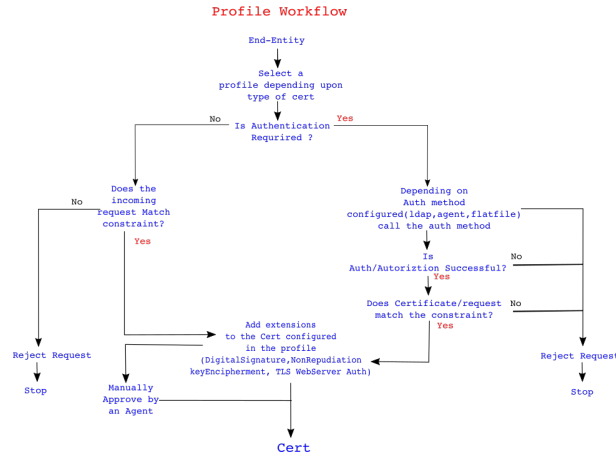 Profile Workflow
End-Entity
Select a
profile depending upon
type of cert
No
Yes
Is Authentication
Requrired ?
Does the
incoming
request Match
constraint?
No
Yes
Depending on
Auth method
configured(ldap,agent,flatfile)
call the auth method
Is
Auth/Autoriztion Successful?
No
Yes
Does Certificate/request
match the constraint?
No
Yes
Add extensions
to the Cert configured
in the profile
(DigitalSignature,NonRepudiation
keyEncipherment, TLS WebServer Auth)
Reject Request
Stop
Manually
Approve by
an Agent
Reject Request
Stop
Cert